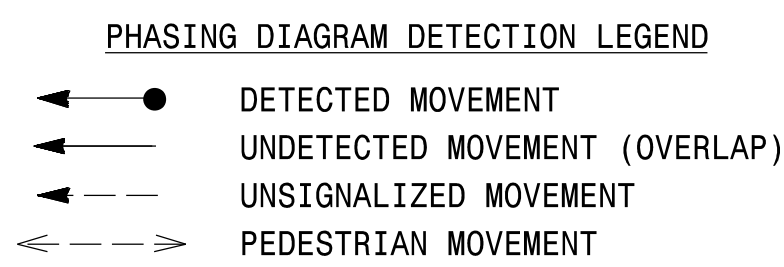 PHASING DIAGRAM DETECTION LEGEND
DETECTED MOVEMENT
UNDETECTED MOVEMENT (OVERLAP)
UNSIGNALIZED MOVEMENT
PEDESTRIAN MOVEMENT